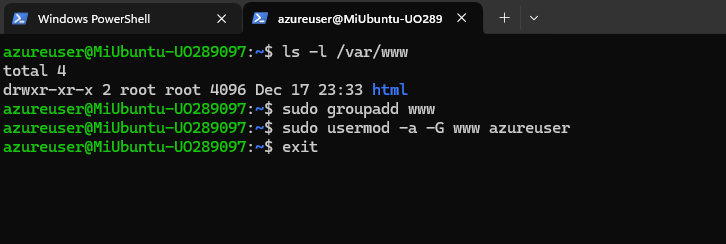 Windows PowerShell
azureuser@MiUbuntu-UO289
azureuser@MiUbuntu-UO289097:~$ ls -l /var/www
total 4
drwxr-xr-x 2 root root 4096 Dec 17 23:33 html
azureuser@MiUbuntu-UO289097:~$ sudo groupadd www
azureuser@MiUbuntu-UO289097:~$ sudo usermod -a -G www azureuser
azureuser@MiUbuntu-UO289097:~$ exit